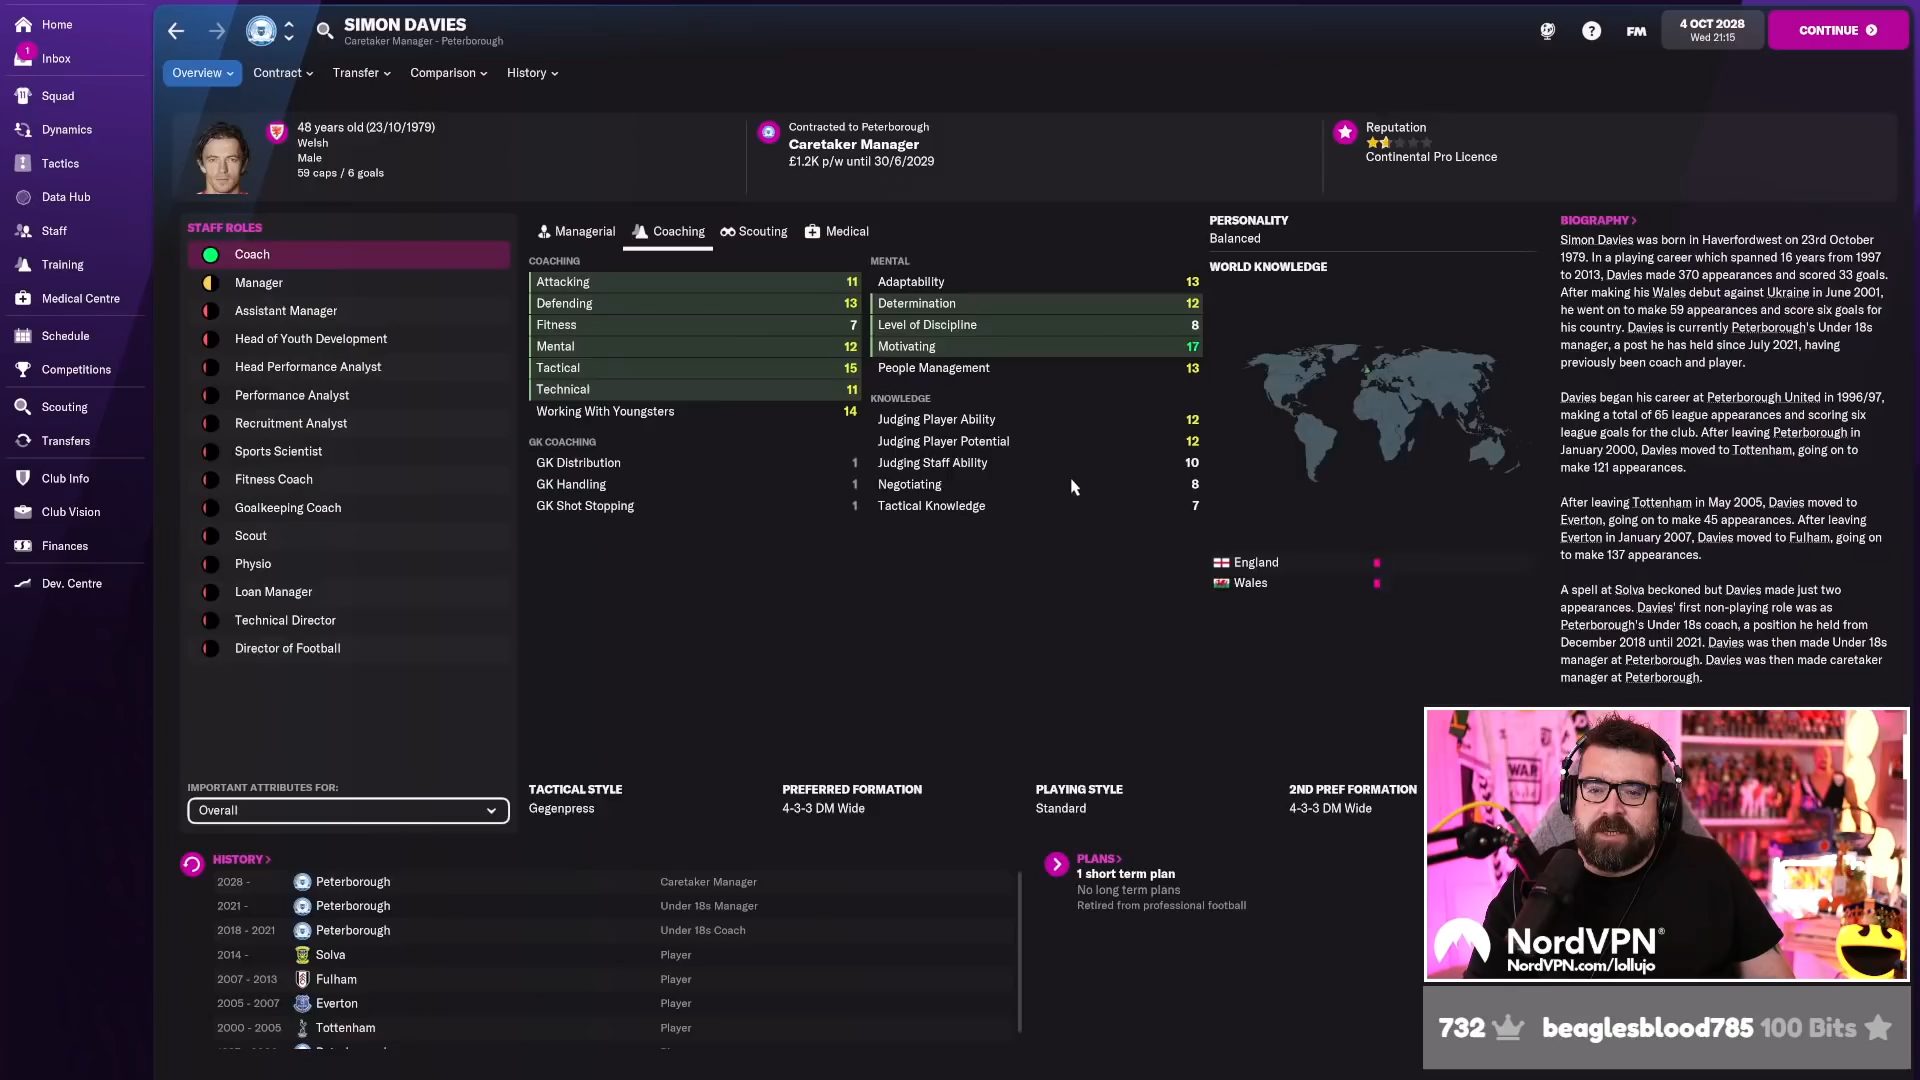 Home
1
Inbox
Squad
Dynamics
Tactics
Data Hub
Staff
Training
Medical Centre
Schedule
Competitions
Scouting
Transfers
Club Info
Club Vision
Finances
Dev. Centre
SIMON DAVIES
Caretaker Manager - Peterborough
FM
4 OCT 2028
Wed 21:15
CONTINUE
Overview
Contract
Transfer
Comparison
History
48 years old (23/10/1979)
Welsh
Male
59 caps / 6 goals
Contracted to Peterborough
Caretaker Manager
£1.2K p/w until 30/6/2029
Reputation
Continental Pro Licence
STAFF ROLES
Coach
Manager
Assistant Manager
Head of Youth Development
Head Performance Analyst
Performance Analyst
Recruitment Analyst
Sports Scientist
Fitness Coach
Goalkeeping Coach
Scout
Physio
Loan Manager
Technical Director
Director of Football
IMPORTANT ATTRIBUTES FOR:
Overall
Managerial
Coaching
Scouting
Medical
COACHING
Attacking 11
Defending 13
Fitness 7
Mental 12
Tactical 15
Technical 11
Working With Youngsters 14
GK COACHING
GK Distribution 1
GK Handling 1
GK Shot Stopping 1
MENTAL
Adaptability 13
Determination 12
Level of Discipline 8
Motivating 17
People Management 13
KNOWLEDGE
Judging Player Ability 12
Judging Player Potential 12
Judging Staff Ability 10
Negotiating 8
Tactical Knowledge 7
PERSONALITY
Balanced
WORLD KNOWLEDGE
England
Wales
BIOGRAPHY >
Simon Davies was born in Haverfordwest on 23rd October
1979. In a playing career which spanned 16 years from 1997
to 2013, Davies made 370 appearances and scored 33 goals.
After making his Wales debut against Ukraine in June 2001,
he went on to make 59 appearances and score six goals for
his country. Davies is currently Peterborough's Under 18s
manager, a post he has held since July 2021, having
previously been coach and player.
Davies began his career at Peterborough United in 1996/97,
making a total of 65 league appearances and scoring six
league goals for the club. After leaving Peterborough in
January 2000, Davies moved to Tottenham, going on to
make 121 appearances.
After leaving Tottenham in May 2005, Davies moved to
Everton, going on to make 45 appearances. After leaving
Everton in January 2007, Davies moved to Fulham, going on
to make 137 appearances.
A spell at Solva beckoned but Davies made just two
appearances. Davies' first non-playing role was as
Peterborough's Under 18s coach, a position he held from
December 2018 until 2021. Davies was then made Under 18s
manager at Peterborough. Davies was then made caretaker
manager at Peterborough.
TACTICAL STYLE
Gegenpress
PREFERRED FORMATION
4-3-3 DM Wide
PLAYING STYLE
Standard
2ND PREF FORMATION
4-3-3 DM Wide
HISTORY >
2028 - Peterborough Caretaker Manager
2021 - Peterborough Under 18s Manager
2018 - 2021 Peterborough Under 18s Coach
2014 - Solva Player
2007 - 2013 Fulham Player
2005 - 2007 Everton Player
2000 - 2005 Tottenham Player
PLANS >
1 short term plan
No long term plans
Retired from professional football
WAR
NordVPN®
NordVPN.com/lollujo
732 beaglesblood785 100 Bits